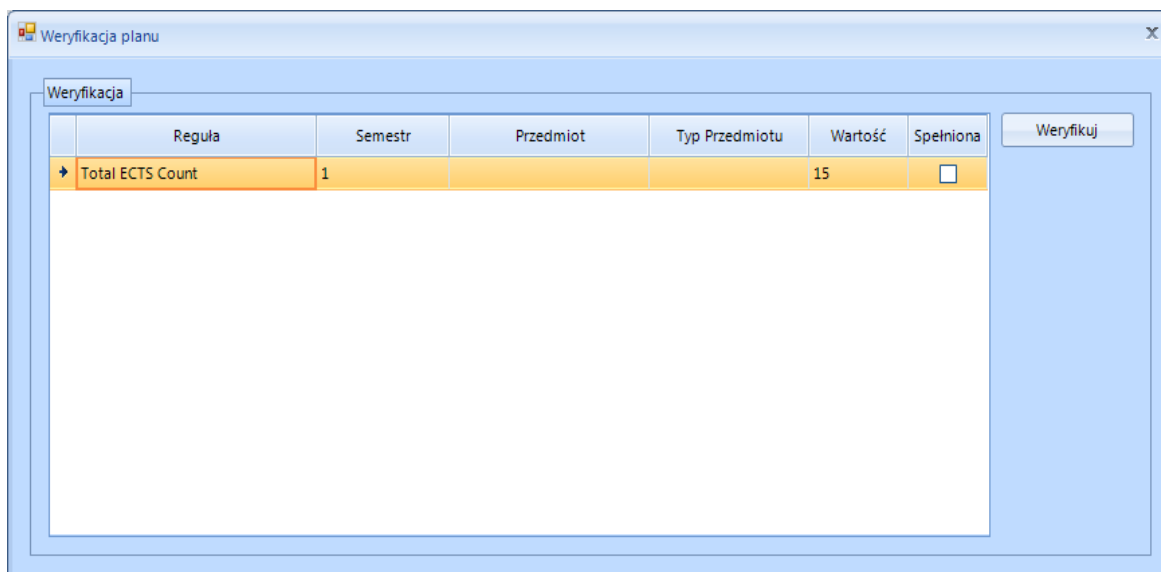 Weryfikacja planu
Weryfikacja
Reguła Semestr Przedmiot Typ Przedmiotu Wartość Spełniona Weryfikuj
Total ECTS Count 1 15